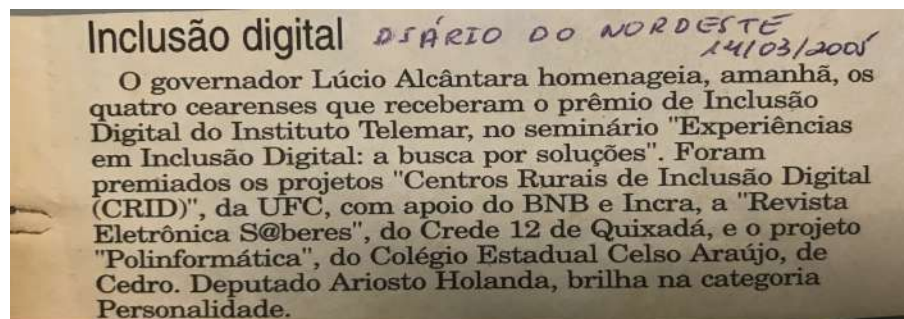 Inclusão digital DIÁRIO DO NORDESTE
14/03/2005
O governador Lúcio Alcântara homenageia, amanhã, os
quatro cearenses que receberam o prêmio de Inclusão
Digital do Instituto Telemar, no seminário "Experiências
em Inclusão Digital: a busca por soluções". Foram
premiados os projetos "Centros Rurais de Inclusão Digital
(CRID)", da UFC, com apoio do BNB e Incra, a "Revista
Eletrônica S@beres", do Crede 12 de Quixadá, e o projeto
"Polinformática", do Colégio Estadual Celso Araújo, de
Cedro. Deputado Ariosto Holanda, brilha na categoria
Personalidade.